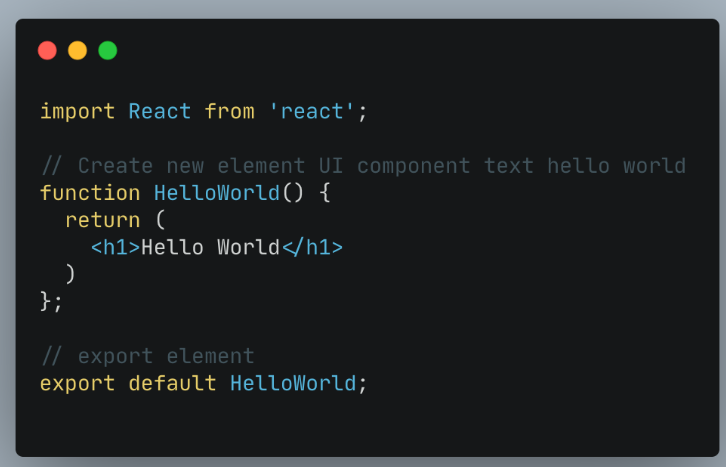 import React from 'react';
// Create new element UI component text hello world
function HelloWorld() {
  return (
    <h1>Hello World</h1>
  )
};
// export element
export default HelloWorld;